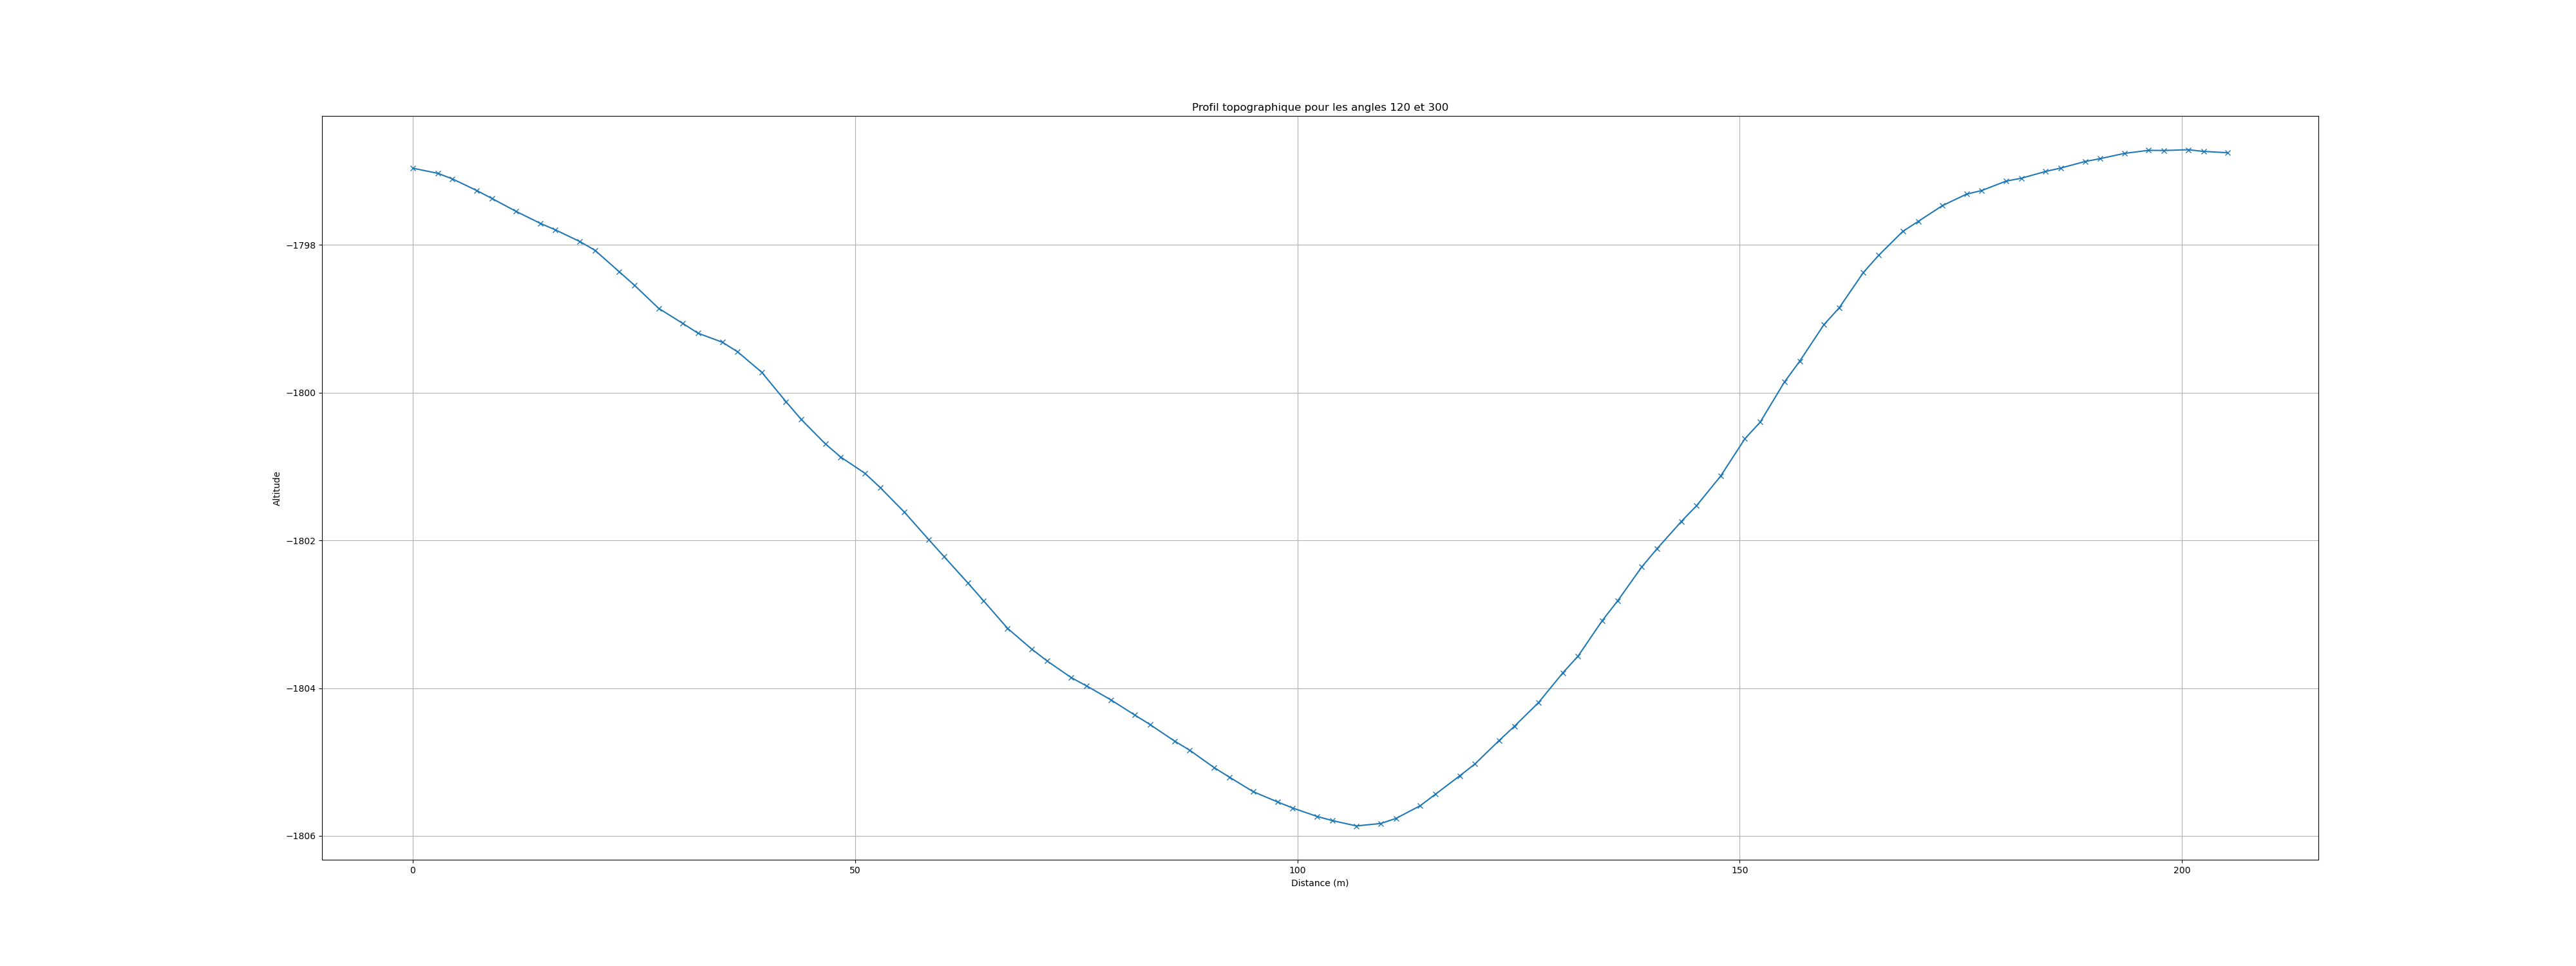 Profil topographique pour les angles 120 et 300
Altitude
−1798
−1800
−1802
−1804
−1806
0 50 100 150 200
Distance (m)